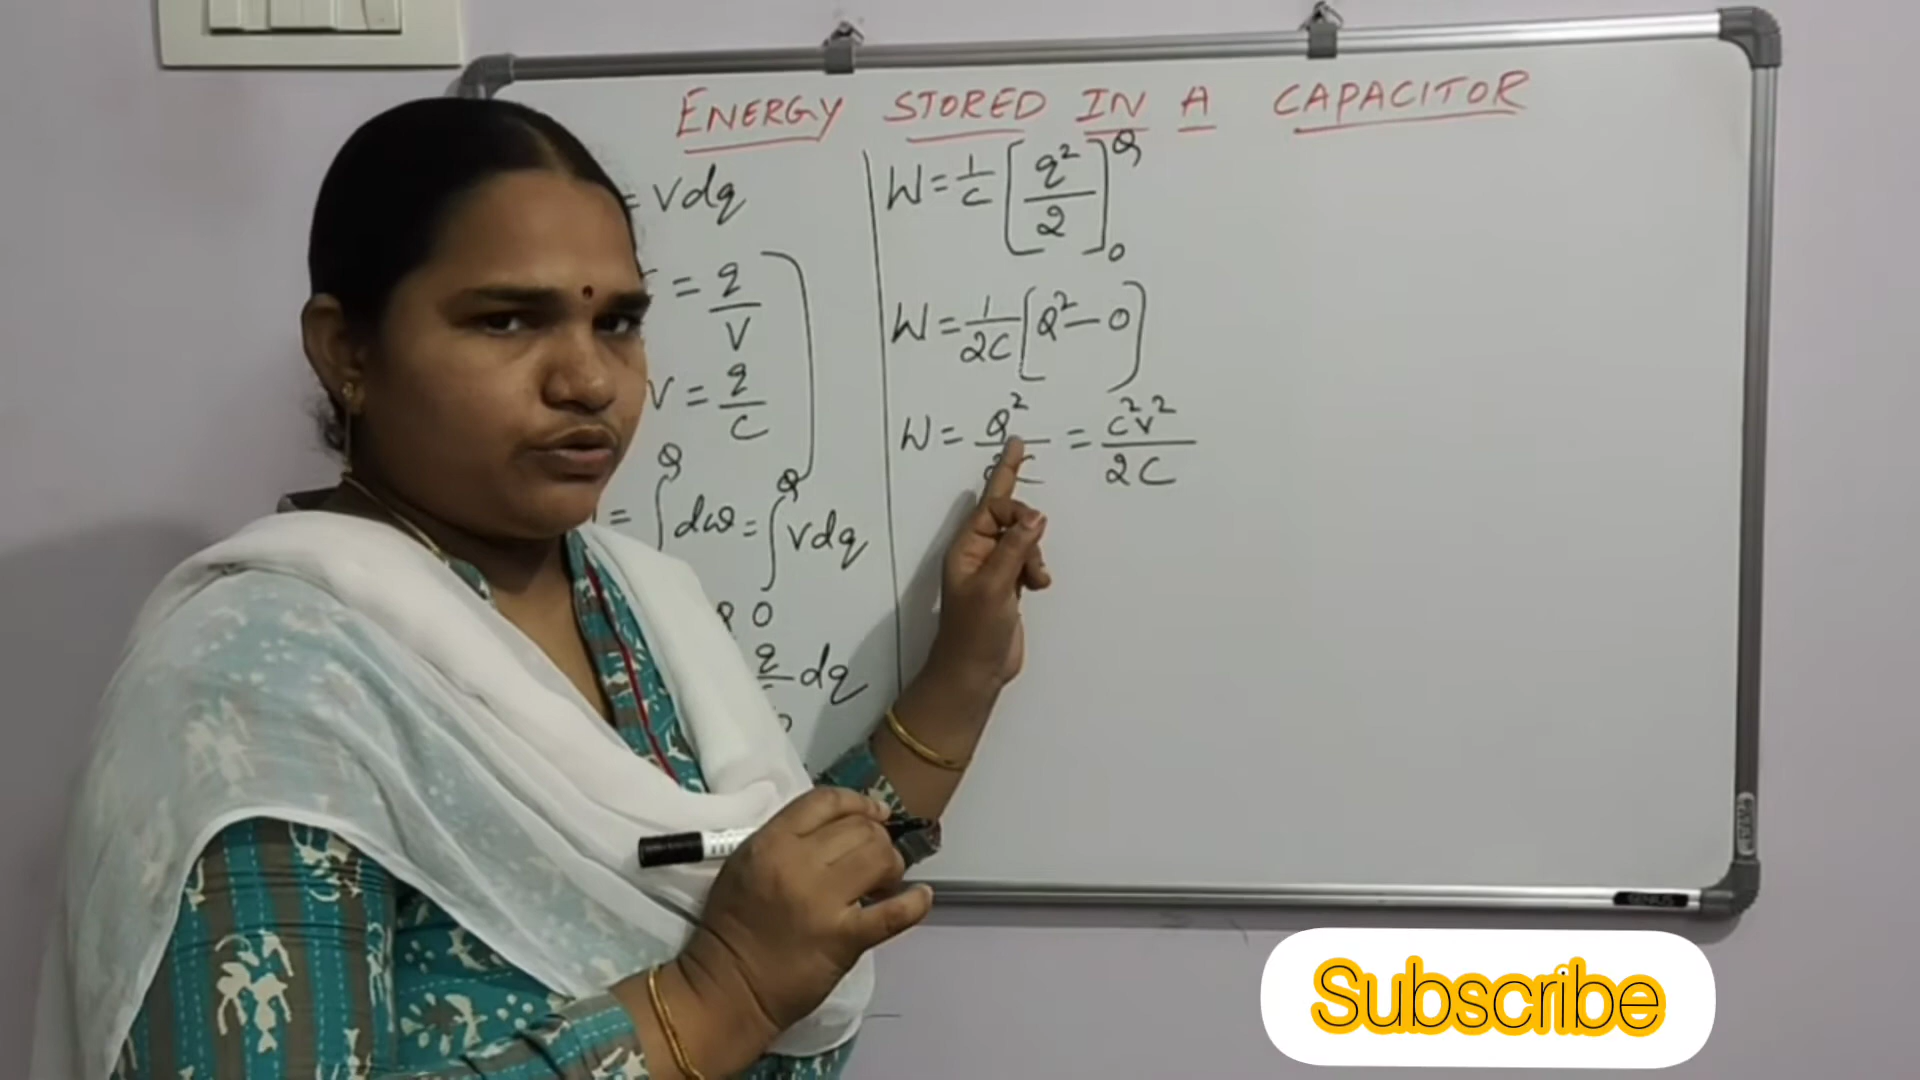 ENERGY STORED IN A CAPACITOR
= Vdq
= q/V
V = q/C
= ∫ dω = ∫₀^Q Vdq
q/ dq
W = 1/C [q²/2]₀^Q
W = 1/2C [Q² – 0]
W = Q²/2C = C²V²/2C
GENIUS
Subscribe